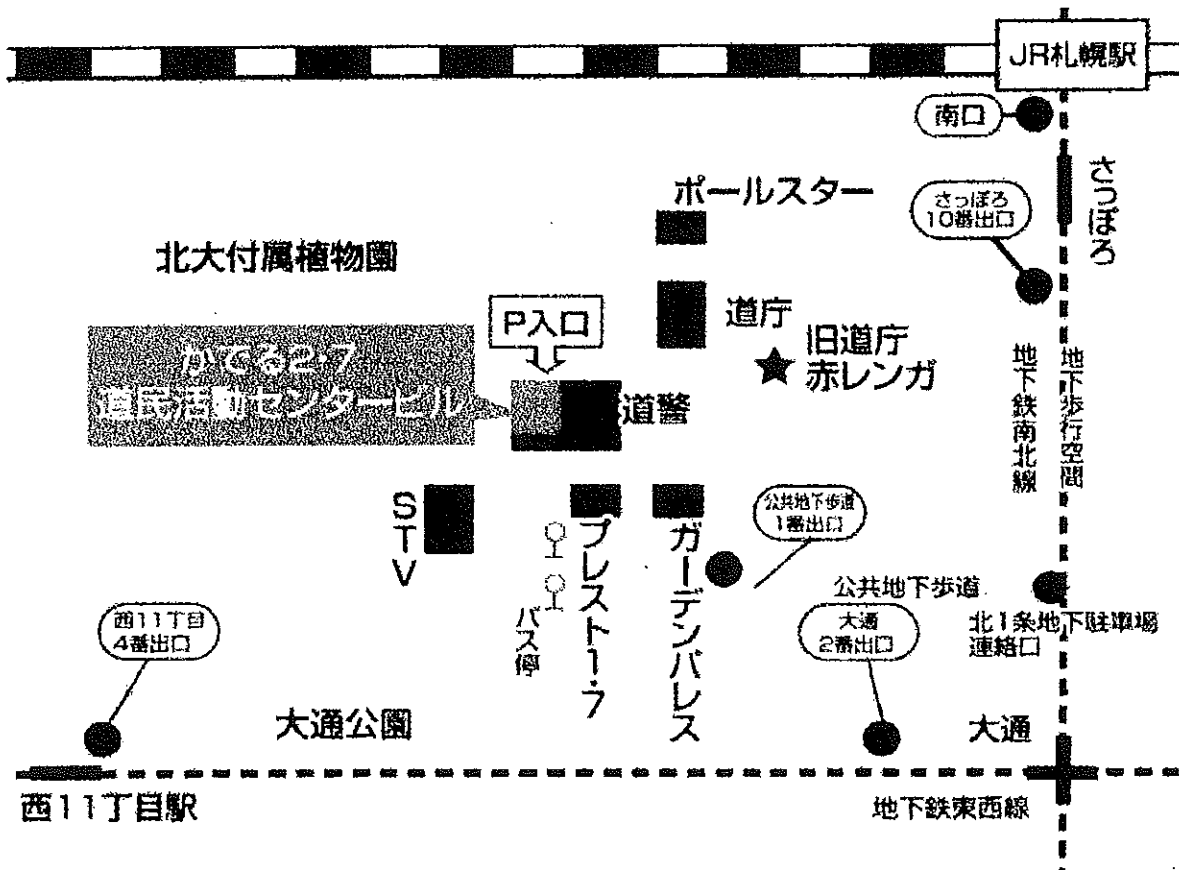 JR札幌駅
南口
さっぽろ
ポールスター
さっぽろ
10番出口
北大付属植物園
P入口
道庁
旧道庁
赤レンガ
かでる2・7
道民活動センタービル
道警
地下鉄南北線
地下歩行空間
STV
プレスト1・7
ガーデンパレス
公共地下歩道
1番出口
バス停
公共地下歩道
北1条地下駐車場
連絡口
西11丁目
4番出口
大通
2番出口
大通公園
大通
西11丁目駅
地下鉄東西線